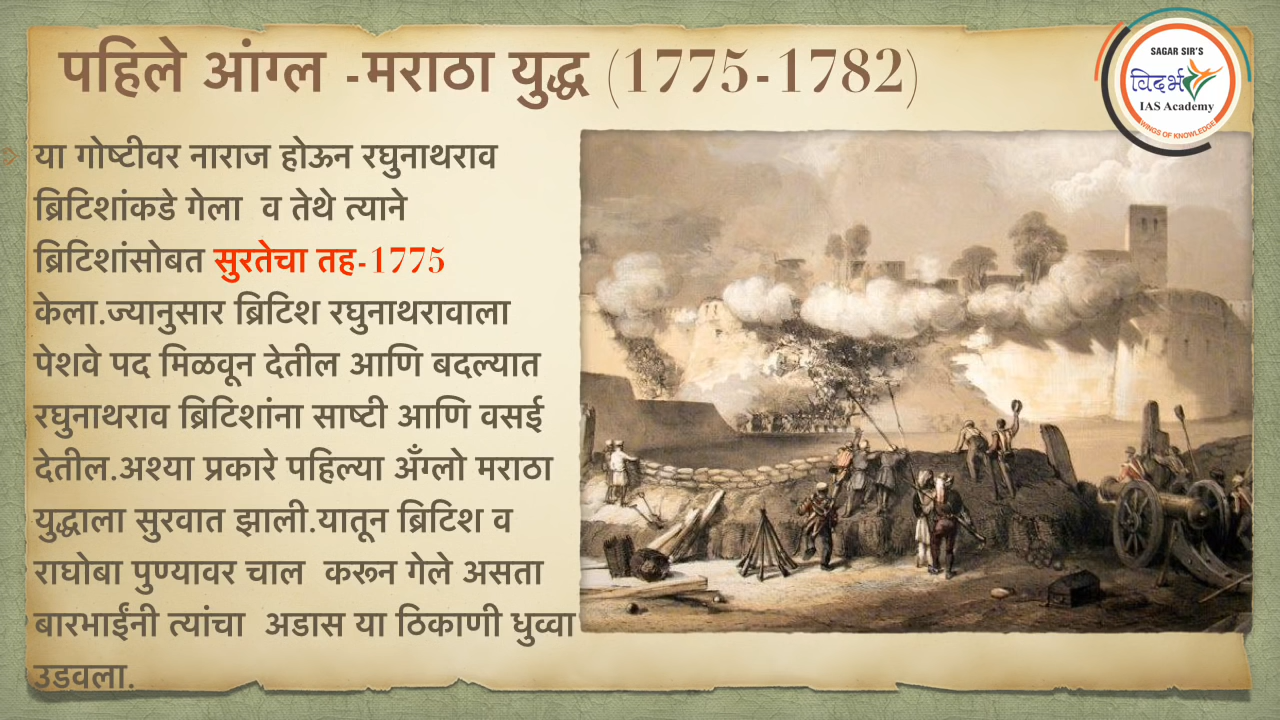 पहिले आंग्ल -मराठा युद्ध (1775-1782)
SAGAR SIR'S
विदर्भ
IAS Academy
WINGS OF KNOWLEDGE
या गोष्टीवर नाराज होऊन रघुनाथराव
ब्रिटिशांकडे गेला व तेथे त्याने
ब्रिटिशांसोबत सुरतेचा तह-1775
केला.ज्यानुसार ब्रिटिश रघुनाथरावाला
पेशवे पद मिळवून देतील आणि बदल्यात
रघुनाथराव ब्रिटिशांना साष्टी आणि वसई
देतील.अश्या प्रकारे पहिल्या अँग्लो मराठा
युद्धाला सुरवात झाली.यातून ब्रिटिश व
राघोबा पुण्यावर चाल करून गेले असता
बारभाईंनी त्यांचा अडास या ठिकाणी धुव्वा
उडवला.